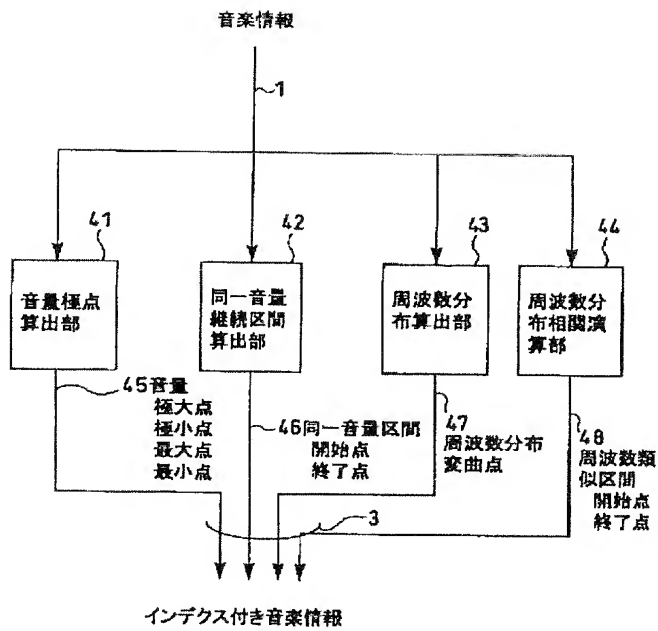 音楽情報
1
41
音量極点
算出部
42
同一音量
継続区間
算出部
43
周波数分
布算出部
44
周波数分
布相関演
算部
45音量
極大点
極小点
最大点
最小点
46同一音量区間
開始点
終了点
47
周波数分布
変曲点
48
周波数類
似区間
開始点
終了点
3
インデクス付き音楽情報